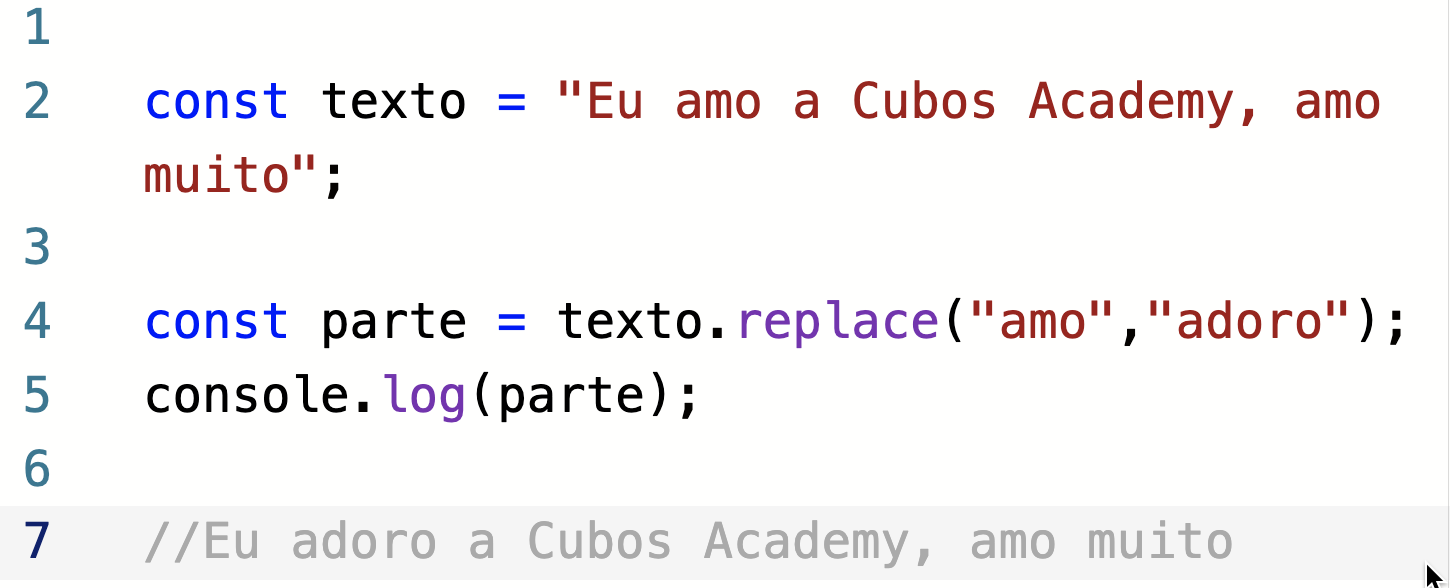 1
2 const texto = "Eu amo a Cubos Academy, amo
muito";
3
4 const parte = texto.replace("amo","adoro");
5 console.log(parte);
6
7 //Eu adoro a Cubos Academy, amo muito